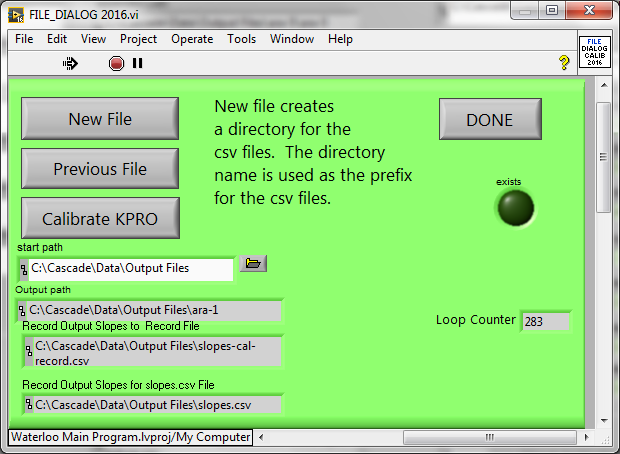 FILE_DIALOG 2016.vi
File Edit View Project Operate Tools Window Help
FILE
DIALOG
CALIB
2016
New File
Previous File
Calibrate KPRO
New file creates
a directory for the
csv files. The directory
name is used as the prefix
for the csv files.
DONE
exists
start path
C:\Cascade\Data\Output Files
Output path
C:\Cascade\Data\Output Files\ara-1
Record Output Slopes to Record File
C:\Cascade\Data\Output Files\slopes-cal-
record.csv
Record Output Slopes for slopes.csv File
C:\Cascade\Data\Output Files\slopes.csv
Loop Counter 283
Waterloo Main Program.lvproj/My Computer